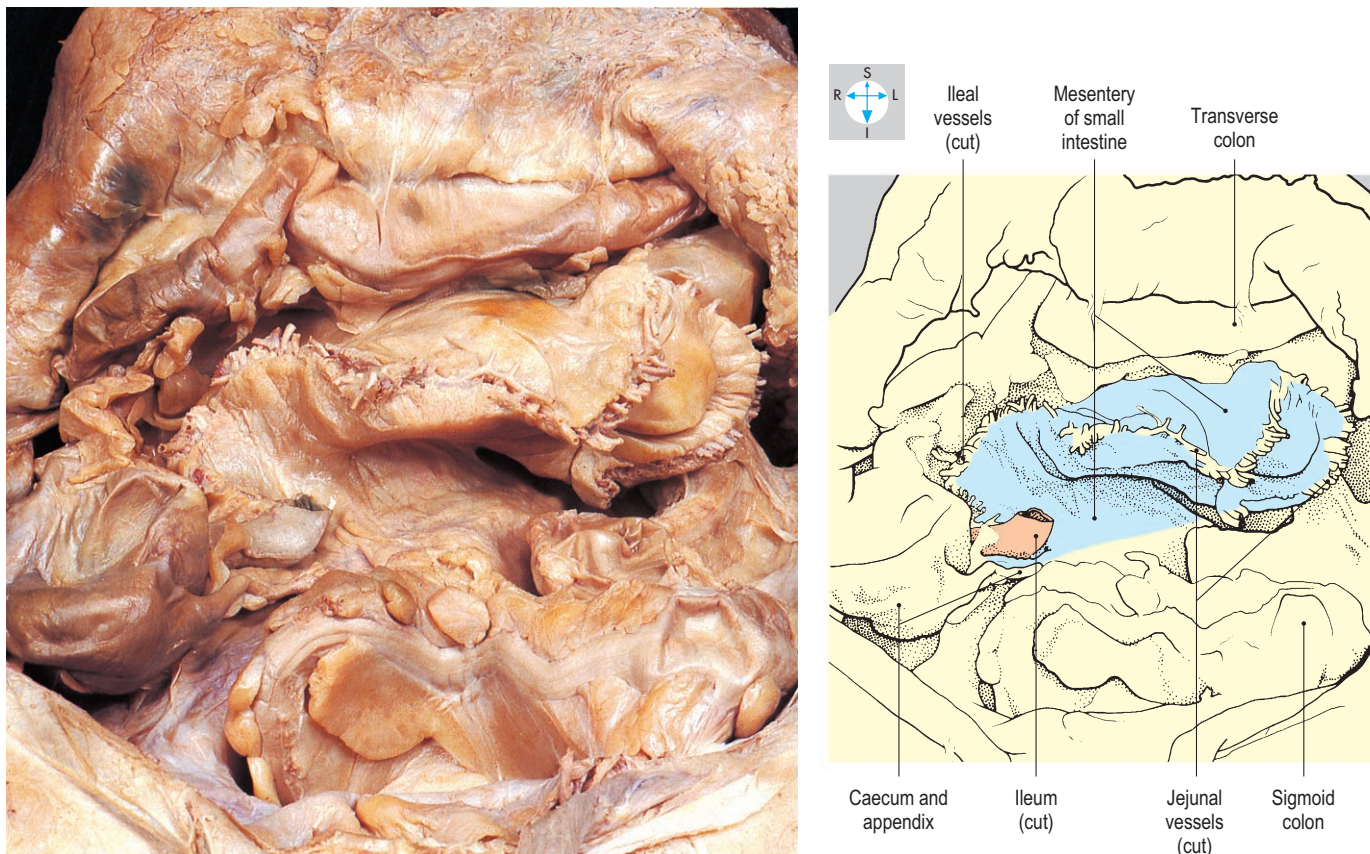 S
R L
I
Ileal
vessels
(cut)
Mesentery
of small
intestine
Transverse
colon
Caecum and
appendix
Ileum
(cut)
Jejunal
vessels
(cut)
Sigmoid
colon